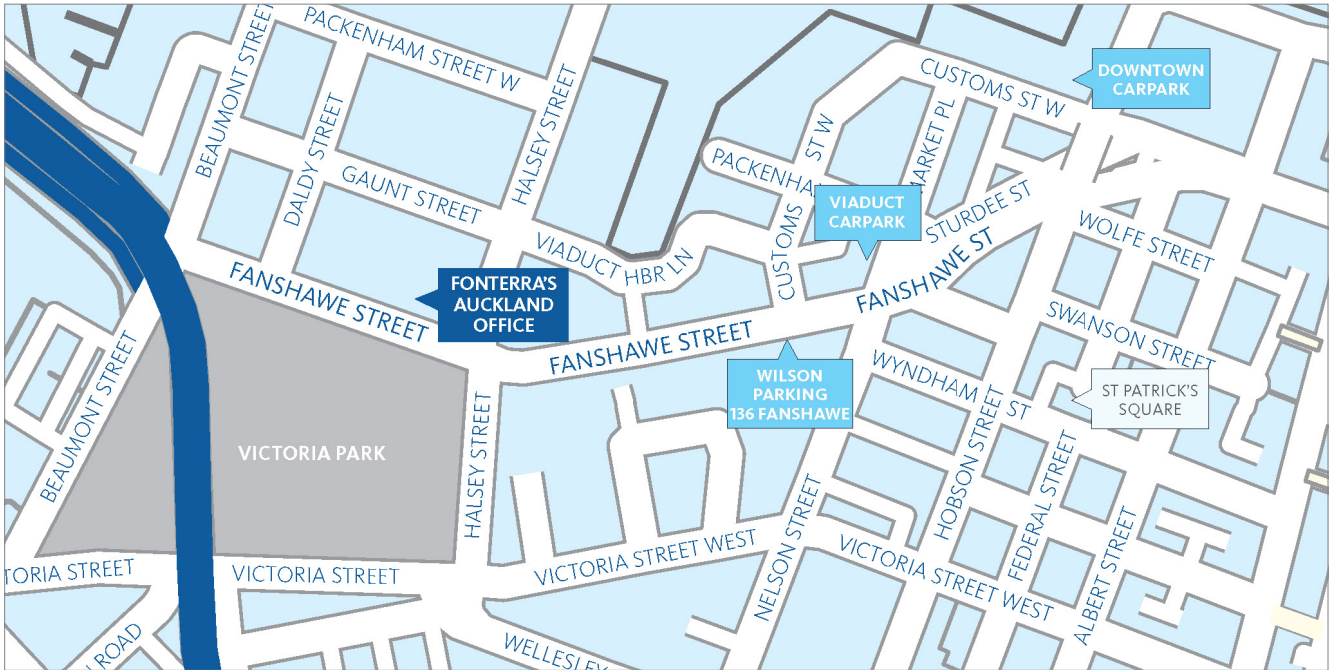 PACKENHAM STREET W
BEAUMONT STREET
HALSEY STREET
DALDY STREET
GAUNT STREET
CUSTOMS ST W
DOWNTOWN
CARPARK
MARKET PL
PACKENHA
CUSTOMS ST W
VIADUCT
CARPARK
STURDEE ST
WOLFE STREET
VIADUCT HBR LN
FANSHAWE STREET
FONTERRA'S
AUCKLAND
OFFICE
FANSHAWE STREET
FANSHAWE ST
SWANSON STREET
WYNDHAM ST
WILSON
PARKING
136 FANSHAWE
ST PATRICK'S
SQUARE
BEAUMONT STREET
VICTORIA PARK
HALSEY STREET
HOBSON STREET
FEDERAL STREET
ALBERT STREET
NELSON STREET
TORIA STREET
VICTORIA STREET
VICTORIA STREET WEST
VICTORIA STREET WEST
ROAD
WELLESLEY